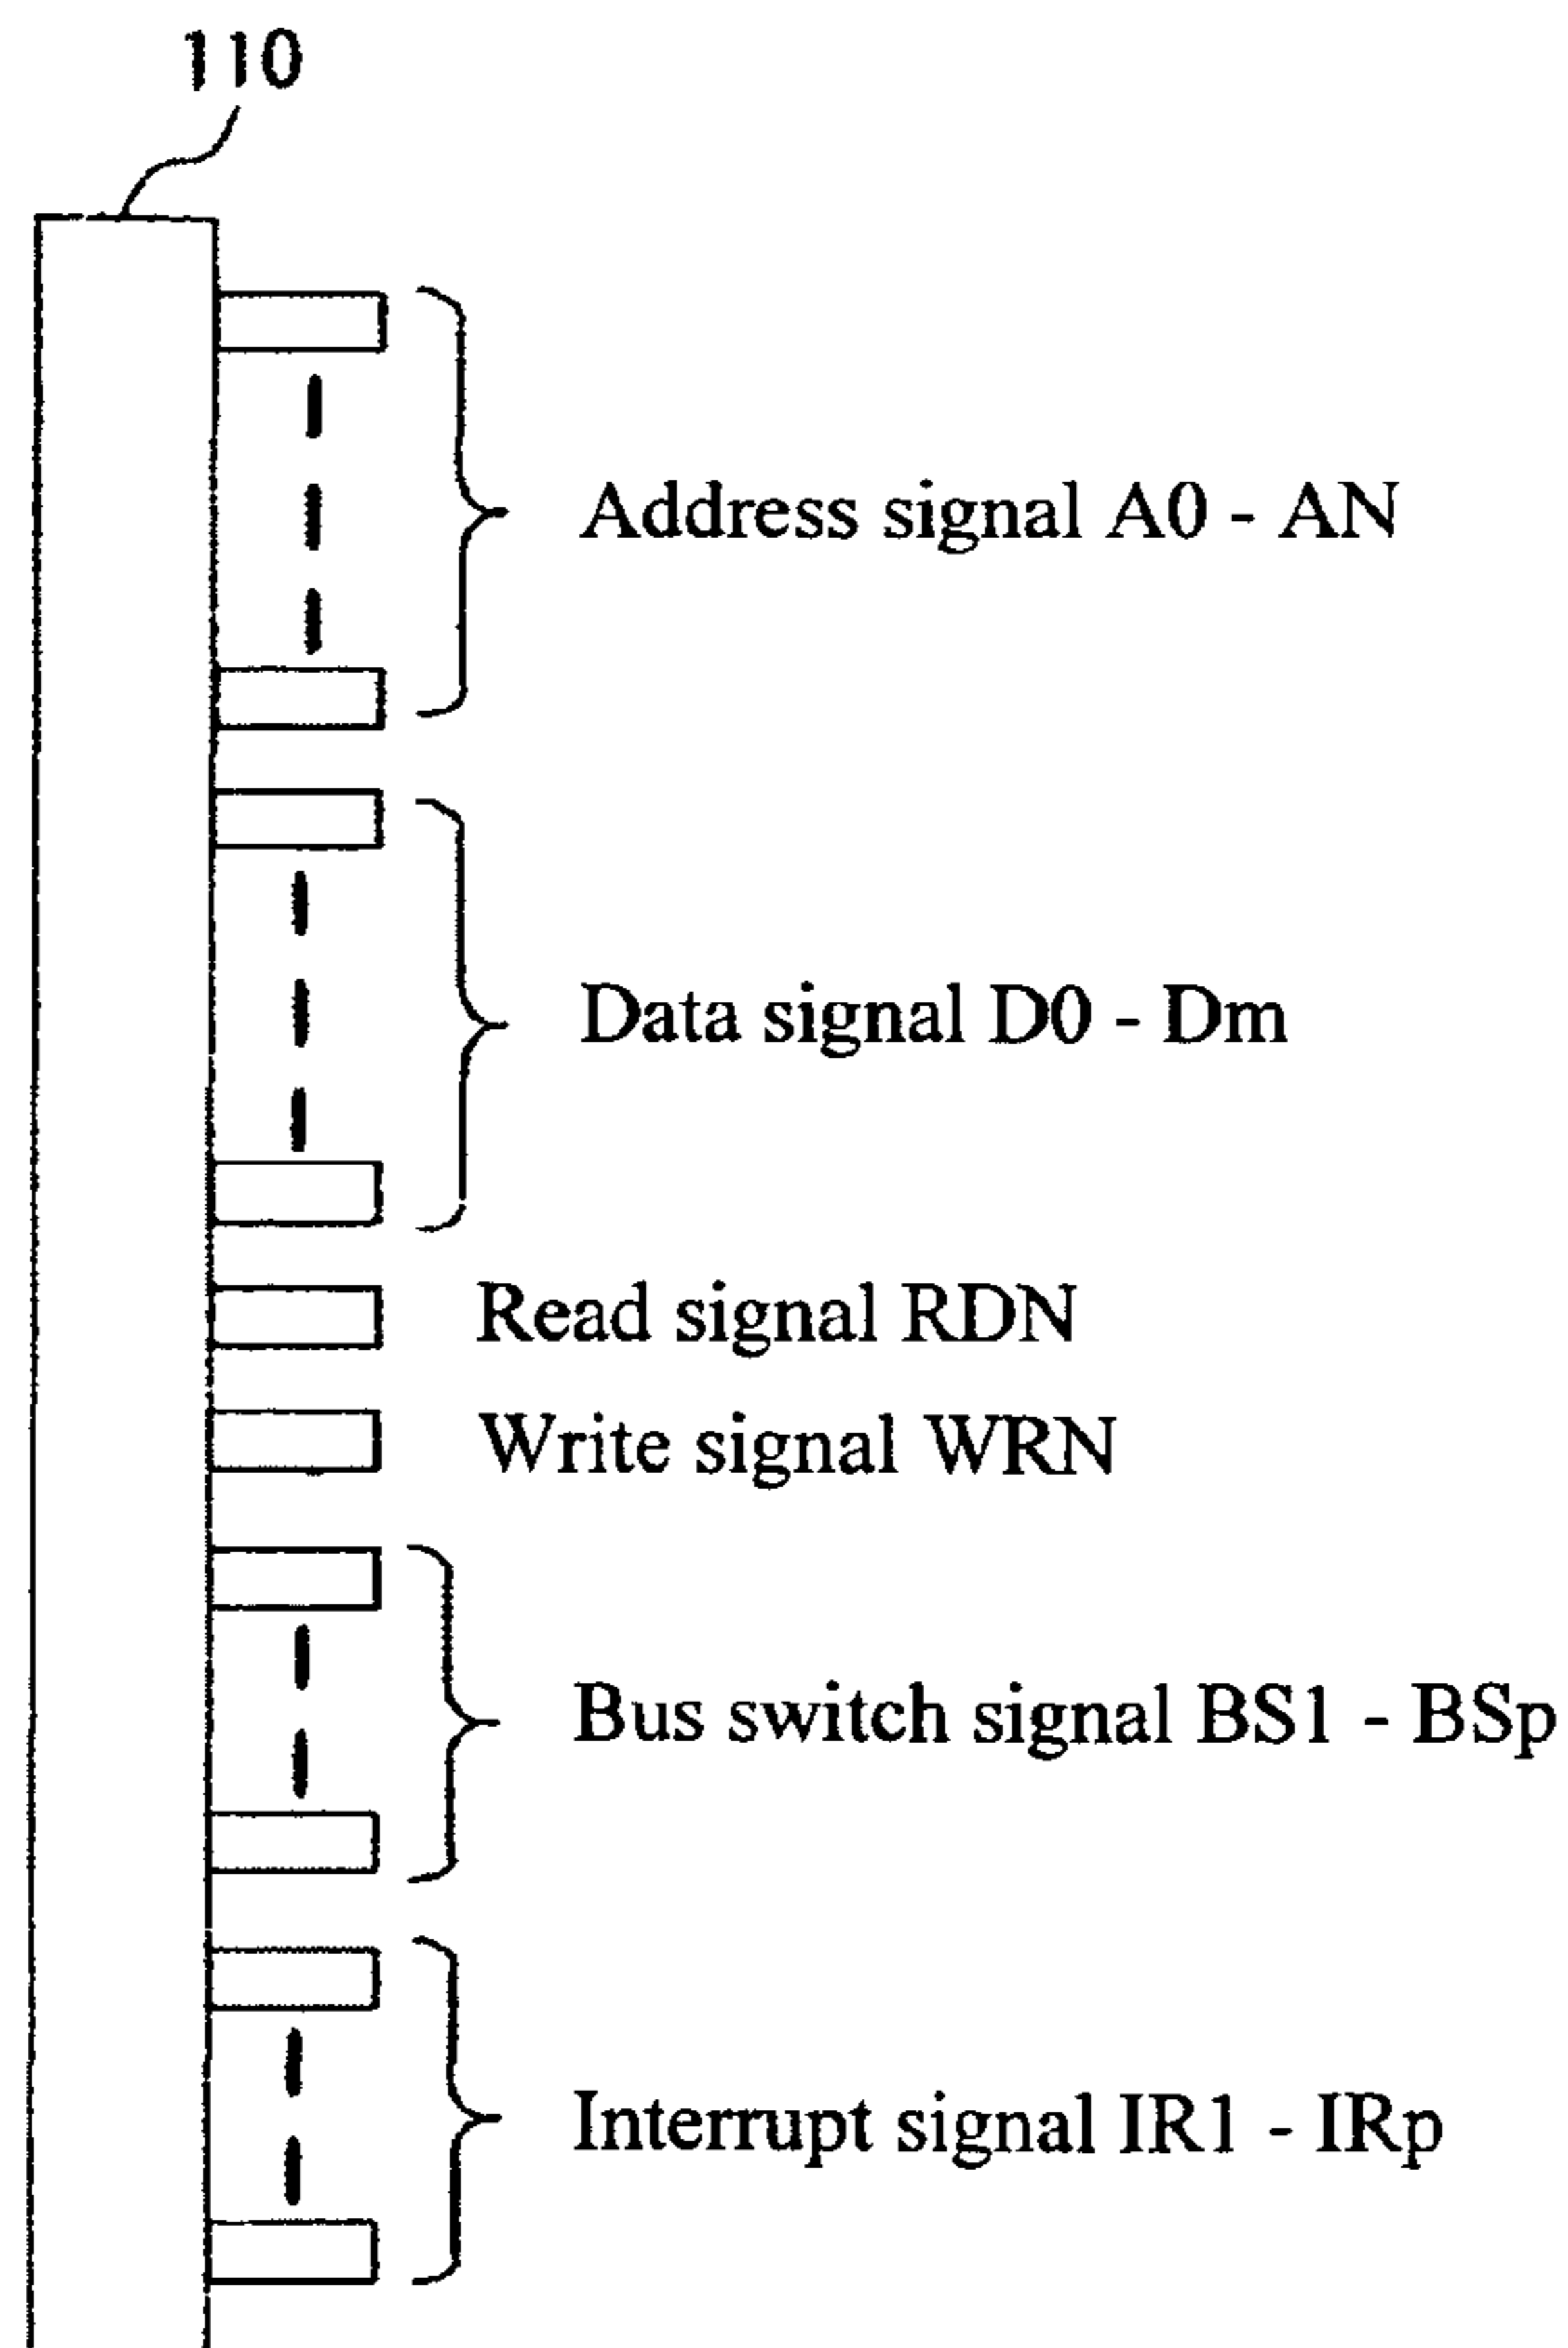 110
Address signal A0 - AN
Data signal D0 - Dm
Read signal RDN
Write signal WRN
Bus switch signal BS1 - BSp
Interrupt signal IR1 - IRp